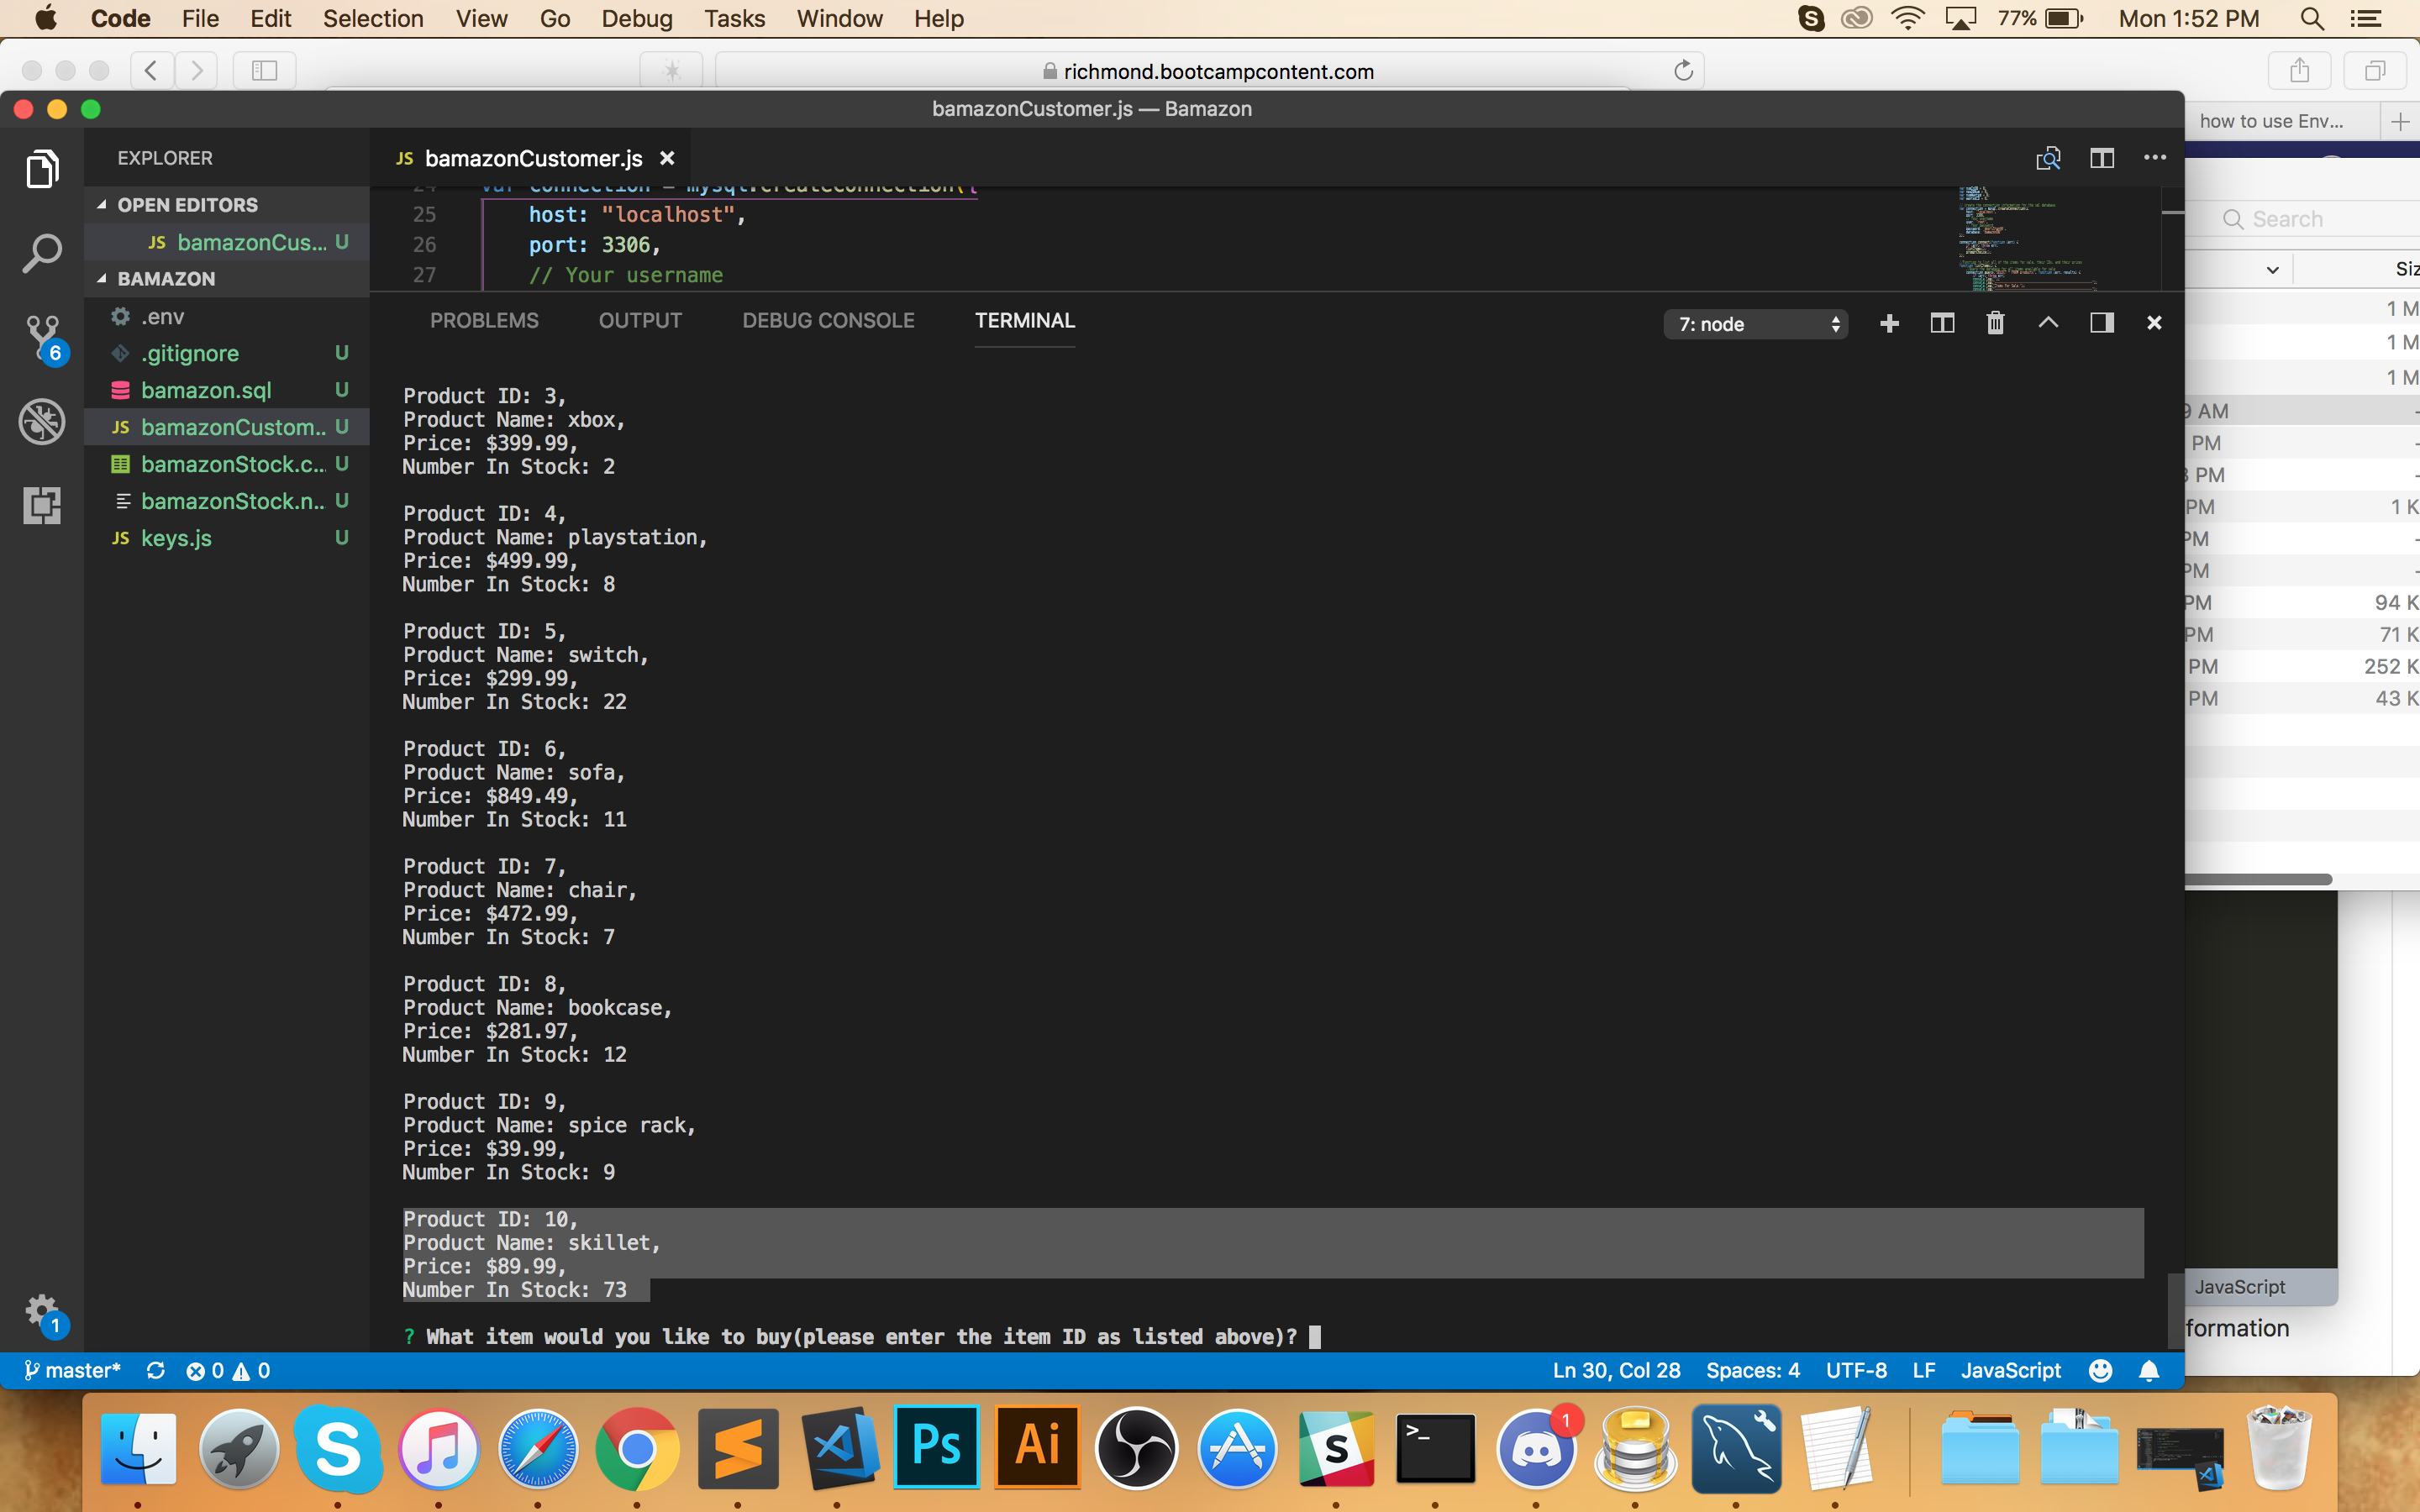 Code File Edit Selection View Go Debug Tasks Window Help 77% Mon 1:52 PM
richmond.bootcampcontent.com
bamazonCustomer.js — Bamazon
how to use Env...
EXPLORER
JS bamazonCustomer.js
OPEN EDITORS
JS bamazonCus... U
BAMAZON
.env
.gitignore U
bamazon.sql U
JS bamazonCustom... U
bamazonStock.c... U
bamazonStock.n... U
JS keys.js U
6
1
24 var connection = mysql.createConnection({
25 host: "localhost",
26 port: 3306,
27 // Your username
PROBLEMS OUTPUT DEBUG CONSOLE TERMINAL 7: node
Product ID: 3,
Product Name: xbox,
Price: $399.99,
Number In Stock: 2
Product ID: 4,
Product Name: playstation,
Price: $499.99,
Number In Stock: 8
Product ID: 5,
Product Name: switch,
Price: $299.99,
Number In Stock: 22
Product ID: 6,
Product Name: sofa,
Price: $849.49,
Number In Stock: 11
Product ID: 7,
Product Name: chair,
Price: $472.99,
Number In Stock: 7
Product ID: 8,
Product Name: bookcase,
Price: $281.97,
Number In Stock: 12
Product ID: 9,
Product Name: spice rack,
Price: $39.99,
Number In Stock: 9
Product ID: 10,
Product Name: skillet,
Price: $89.99,
Number In Stock: 73
? What item would you like to buy(please enter the item ID as listed above)?
Search
Siz
1 M
1 M
1 M
9 AM
PM
3 PM
PM 1 K
PM
PM
PM 94 K
PM 71 K
PM 252 K
PM 43 K
JavaScript
formation
master* 0 0 Ln 30, Col 28 Spaces: 4 UTF-8 LF JavaScript
S Ps Ai S >_ 1